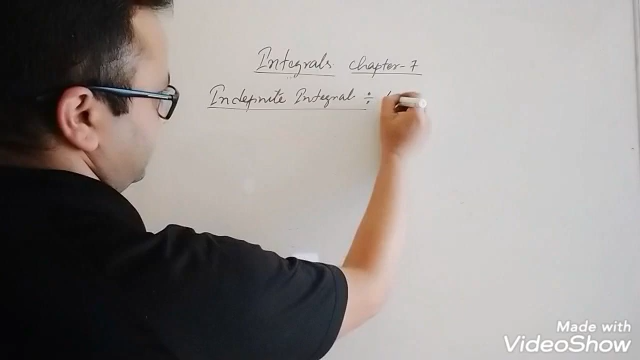 Integrals chapter-7
Indefinite Integral ÷
Made with
VideoShow